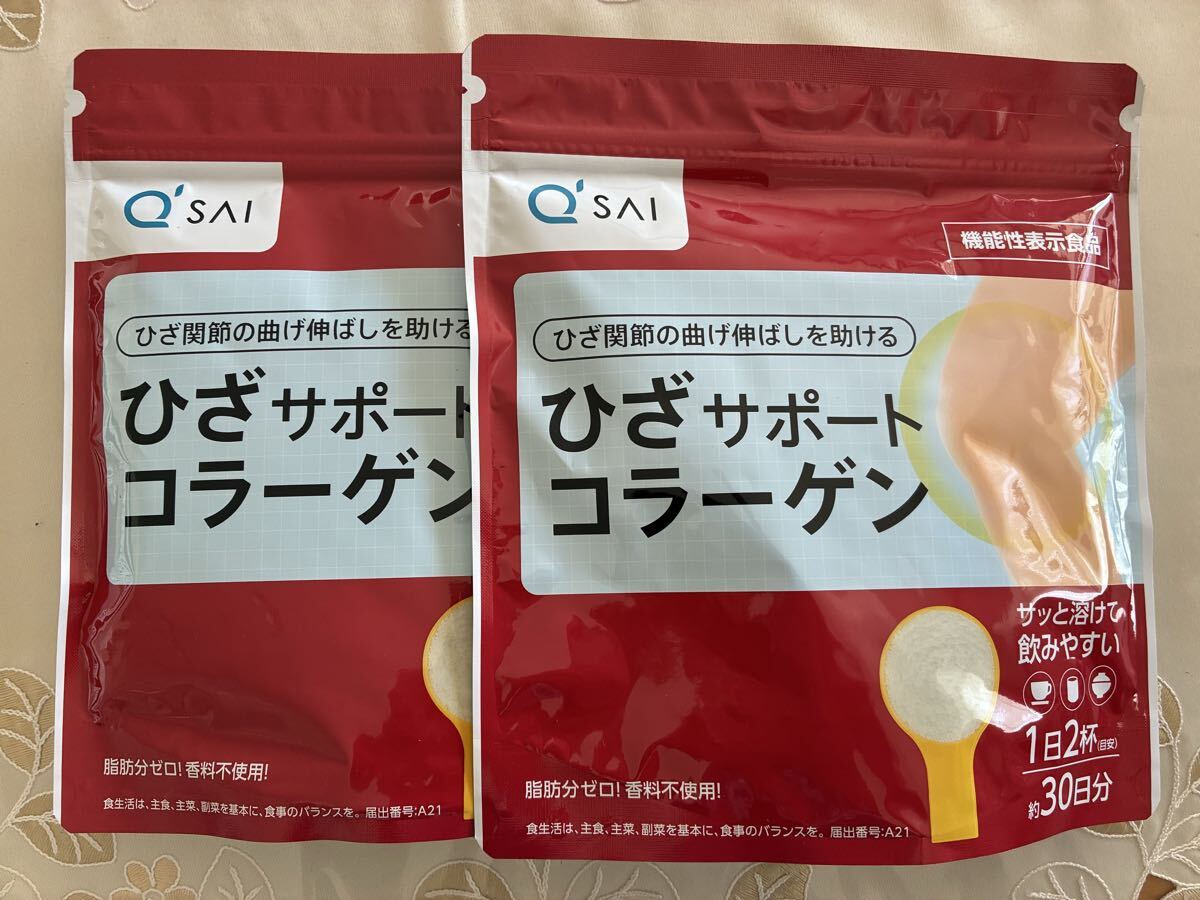 Q'SAI
ひざ関節の曲げ伸ばしを助ける
ひざサポート
コラーゲン
脂肪分ゼロ! 香料不使用!
食生活は、主食、主菜、副菜を基本に、食事のバランスを。届出番号:A21
Q'SAI
機能性表示食品
ひざ関節の曲げ伸ばしを助ける
ひざサポート
コラーゲン
サッと溶けて
飲みやすい
1日2杯(目安)
約30日分
脂肪分ゼロ! 香料不使用!
食生活は、主食、主菜、副菜を基本に、食事のバランスを。届出番号:A21